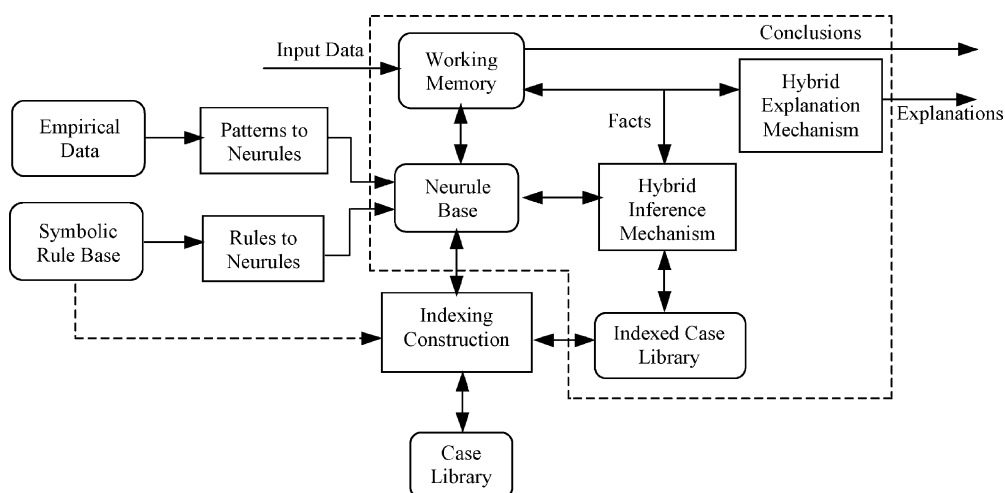 Input Data
Working
Memory
Conclusions
Hybrid
Explanation
Mechanism
Explanations
Facts
Empirical
Data
Patterns to
Neurules
Neurule
Base
Hybrid
Inference
Mechanism
Symbolic
Rule Base
Rules to
Neurules
Indexing
Construction
Indexed Case
Library
Case
Library